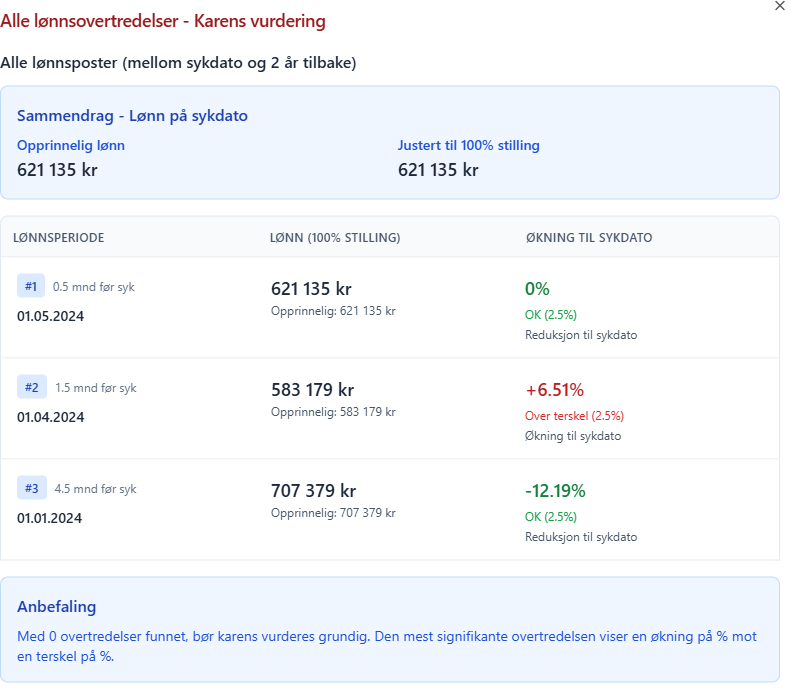 ×
Alle lønnsovertredelser - Karens vurdering
Alle lønnsposter (mellom sykdato og 2 år tilbake)
Sammendrag - Lønn på sykdato
Opprinnelig lønn Justert til 100% stilling
621 135 kr 621 135 kr
LØNNSPERIODE LØNN (100% STILLING) ØKNING TIL SYKDATO
#1 0.5 mnd før syk 621 135 kr 0%
01.05.2024 Opprinnelig: 621 135 kr OK (2.5%)
Reduksjon til sykdato
#2 1.5 mnd før syk 583 179 kr +6.51%
01.04.2024 Opprinnelig: 583 179 kr Over terskel (2.5%)
Økning til sykdato
#3 4.5 mnd før syk 707 379 kr -12.19%
01.01.2024 Opprinnelig: 707 379 kr OK (2.5%)
Reduksjon til sykdato
Anbefaling
Med 0 overtredelser funnet, bør karens vurderes grundig. Den mest signifikante overtredelsen viser en økning på % mot
en terskel på %.